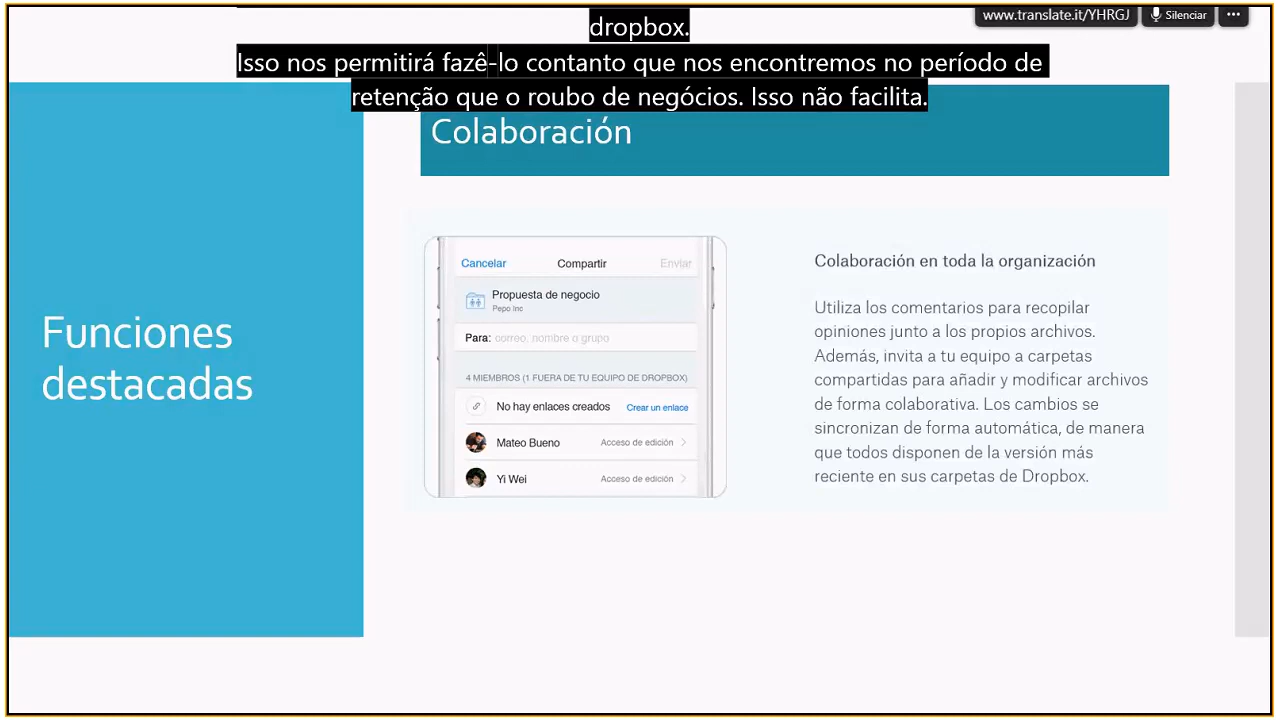 dropbox.
Isso nos permitirá fazê-lo contanto que nos encontremos no período de
retenção que o roubo de negócios. Isso não facilita.
www.translate.it/YHRGJ
Silenciar
Colaboración
Funciones
destacadas
Cancelar Compartir Enviar
Propuesta de negocio
Pepo Inc
Para: correo, nombre o grupo
4 MIEMBROS (1 FUERA DE TU EQUIPO DE DROPBOX)
No hay enlaces creados Crear un enlace
Mateo Bueno Acceso de edición
Yi Wei Acceso de edición
Colaboración en toda la organización
Utiliza los comentarios para recopilar
opiniones junto a los propios archivos.
Además, invita a tu equipo a carpetas
compartidas para añadir y modificar archivos
de forma colaborativa. Los cambios se
sincronizan de forma automática, de manera
que todos disponen de la versión más
reciente en sus carpetas de Dropbox.